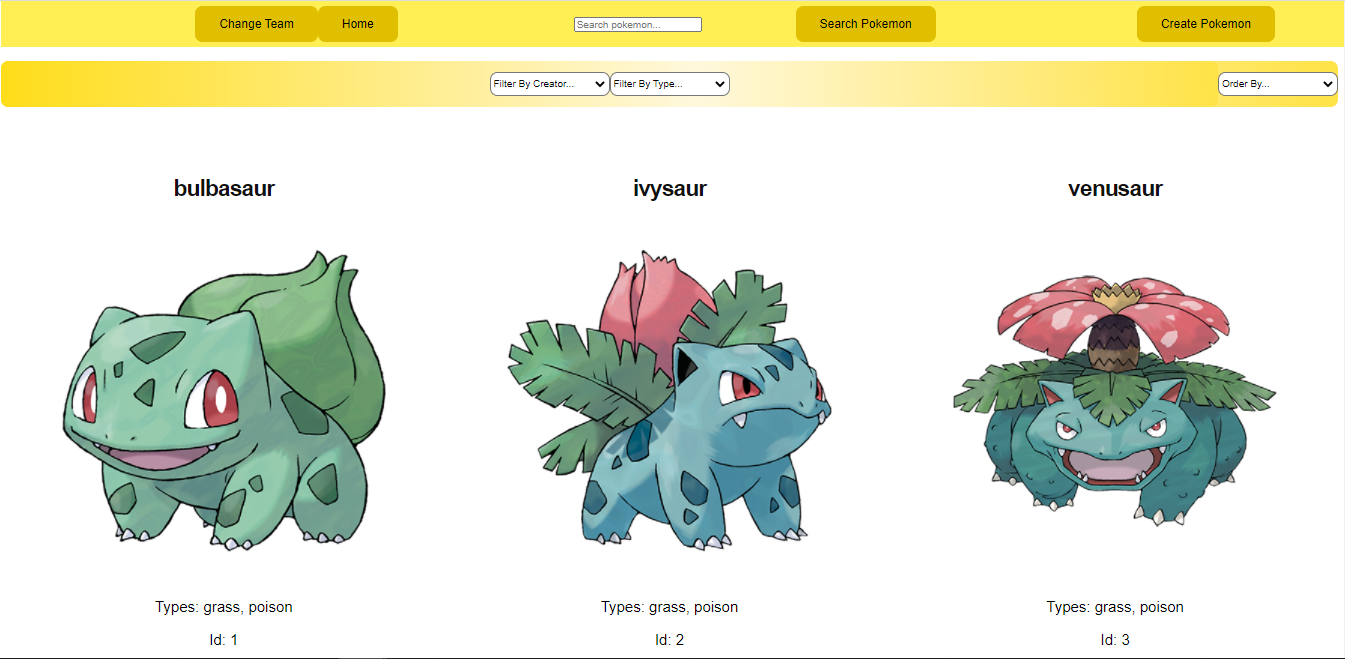 Change Team Home Search pokemon... Search Pokemon Create Pokemon
Filter By Creator... Filter By Type... Order By...
bulbasaur ivysaur venusaur
Types: grass, poison Types: grass, poison Types: grass, poison
Id: 1 Id: 2 Id: 3